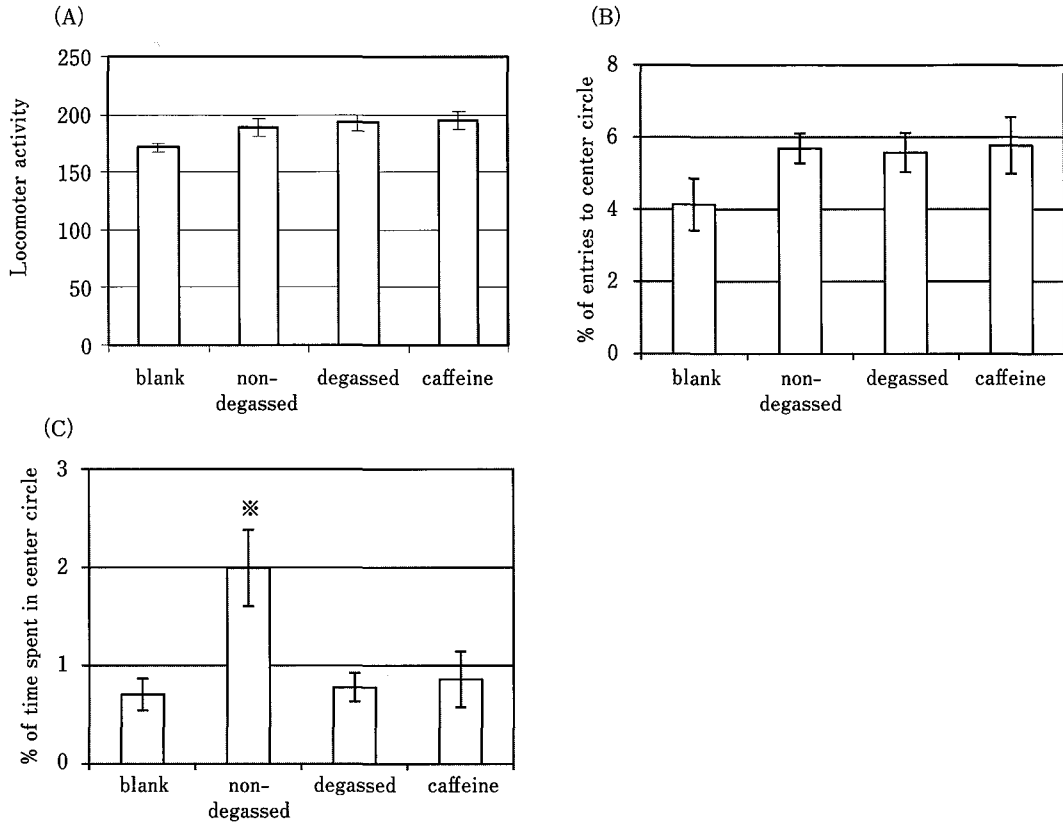 (A)
Locomoter activity
250
200
150
100
50
0
blank
non-
degassed
degassed
caffeine
(B)
% of entries to center circle
8
6
4
2
0
blank
non-
degassed
degassed
caffeine
(C)
% of time spent in center circle
3
2
1
0
※
blank
non-
degassed
degassed
caffeine